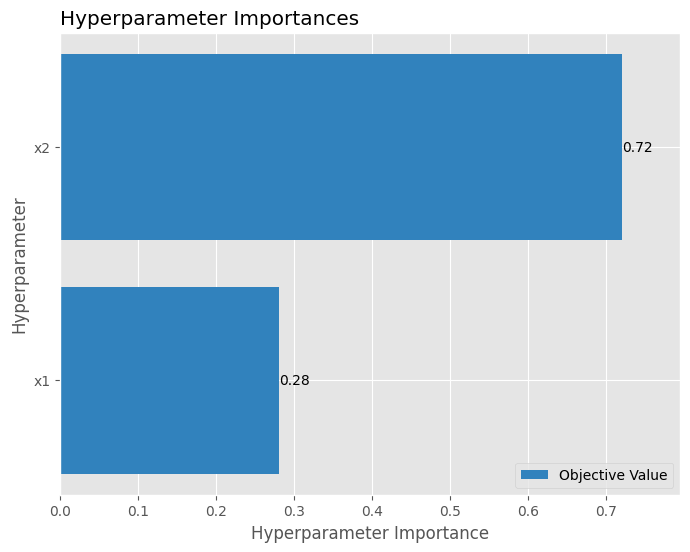 Hyperparameter Importances
Hyperparameter
x2
0.72
x1
0.28
Objective Value
0.0 0.1 0.2 0.3 0.4 0.5 0.6 0.7
Hyperparameter Importance